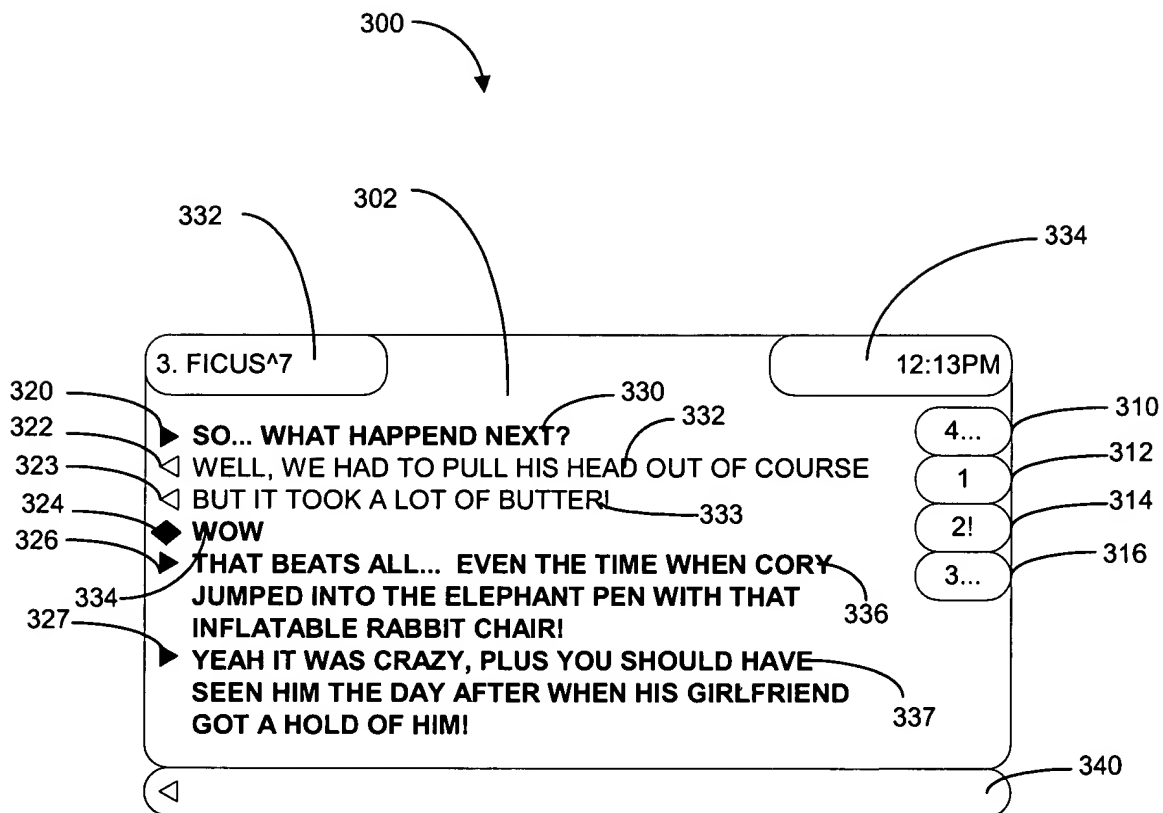 300
302
332
334
3. FICUS^7
12:13PM
320
330
310
▶ SO... WHAT HAPPEND NEXT?
4...
322
332
312
◁ WELL, WE HAD TO PULL HIS HEAD OUT OF COURSE
1
323
◁ BUT IT TOOK A LOT OF BUTTER!
333
314
324
◆ WOW
2!
326
▶ THAT BEATS ALL... EVEN THE TIME WHEN CORY
316
3...
334
JUMPED INTO THE ELEPHANT PEN WITH THAT
336
327
INFLATABLE RABBIT CHAIR!
▶ YEAH IT WAS CRAZY, PLUS YOU SHOULD HAVE
SEEN HIM THE DAY AFTER WHEN HIS GIRLFRIEND
337
GOT A HOLD OF HIM!
340
◁